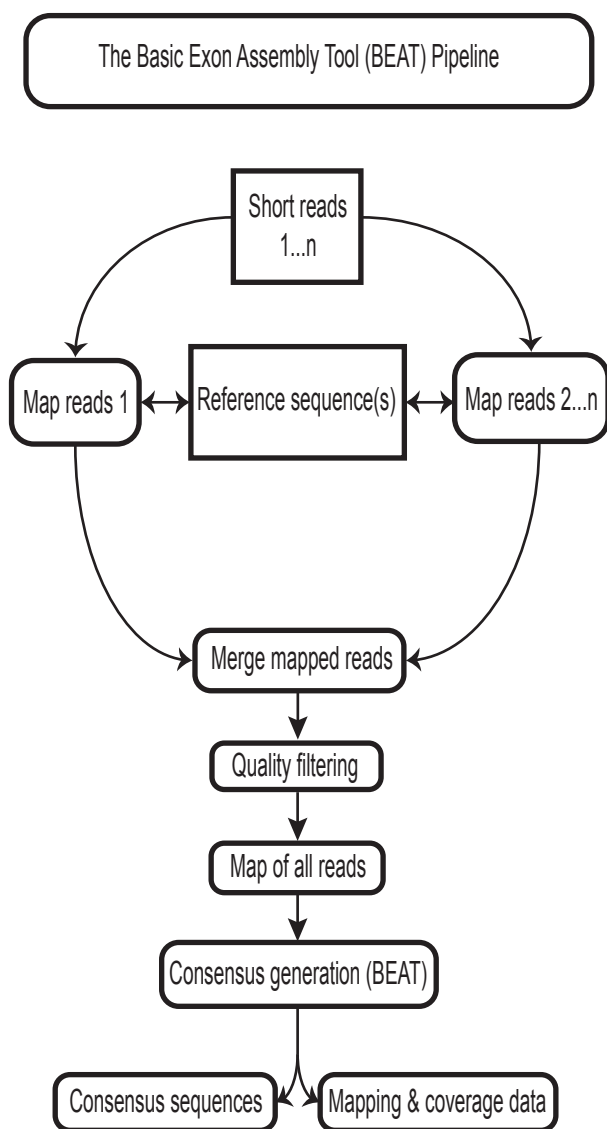 The Basic Exon Assembly Tool (BEAT) Pipeline
Short reads
1...n
Map reads 1
Reference sequence(s)
Map reads 2...n
Merge mapped reads
Quality filtering
Map of all reads
Consensus generation (BEAT)
Consensus sequences
Mapping & coverage data